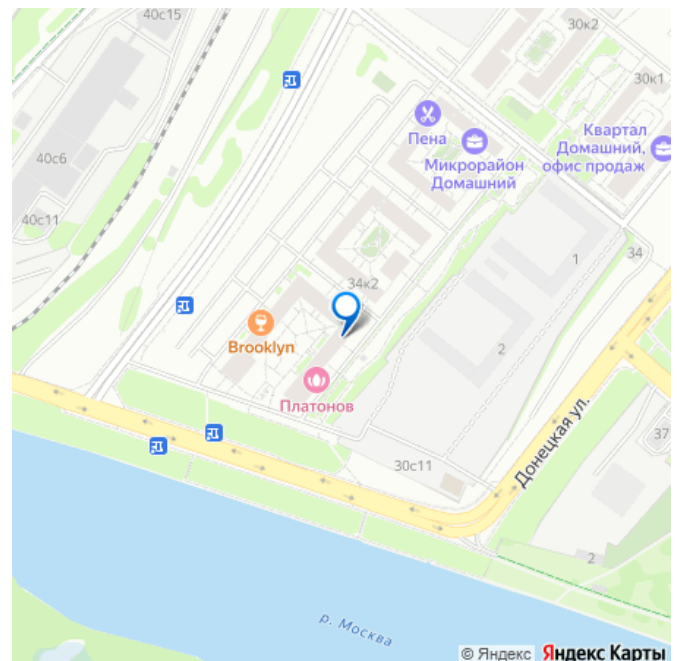 40с15
30к2
30к1
Пена
Квартал
Домашний,
офис продаж
Микрорайон
Домашний
40с6
40с11
34
1
34к2
2
Brooklyn
Платонов
Донецкая ул.
37
30с11
2
р. Москва
© Яндекс Яндекс Карты